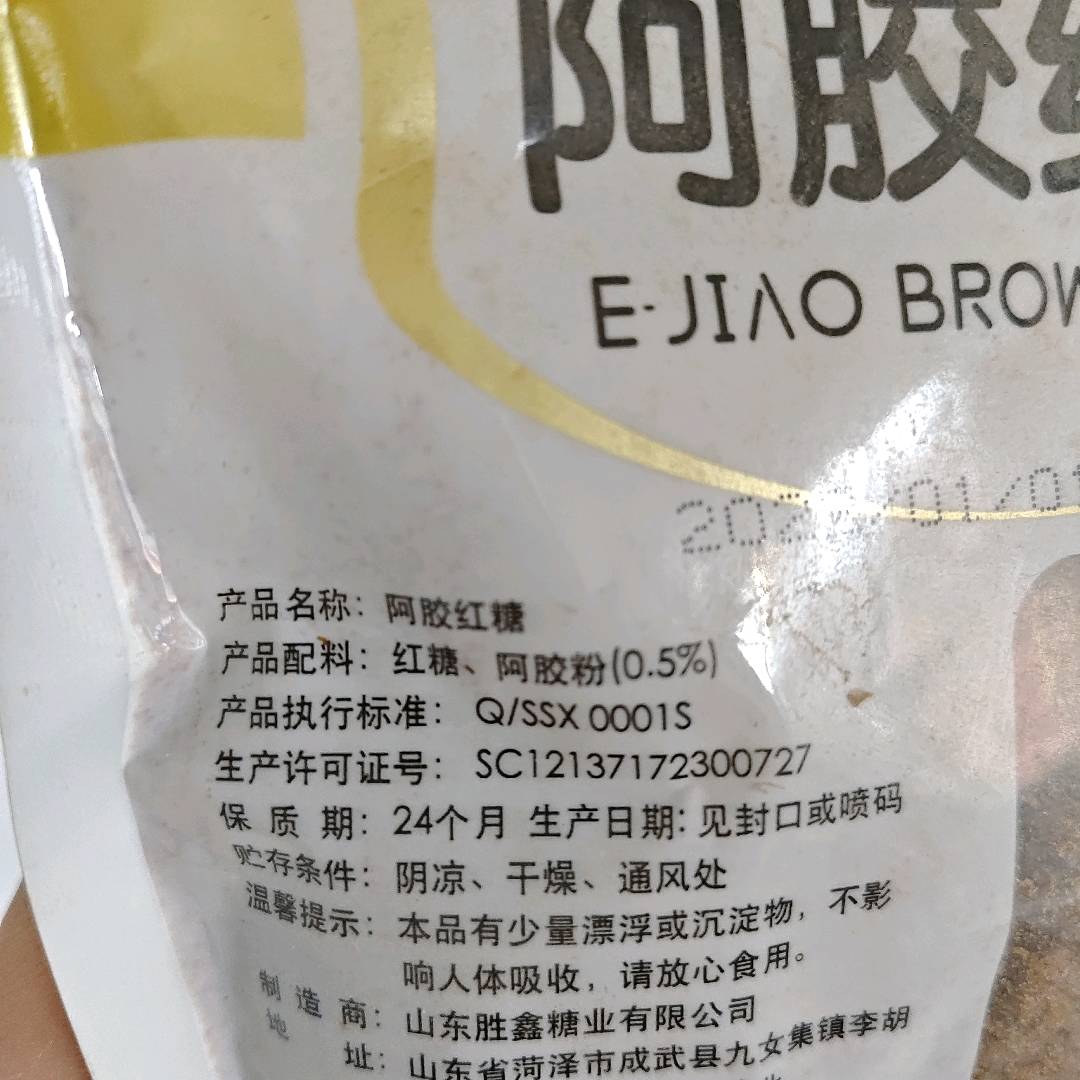 阿胶
E-JIAO BROW
/01/01
产品名称：阿胶红糖
产品配料：红糖、阿胶粉(0.5%)
产品执行标准：Q/SSX 0001S
生产许可证号：SC12137172300727
保质期：24个月 生产日期：见封口或喷码
贮存条件：阴凉、干燥、通风处
温馨提示：本品有少量漂浮或沉淀物，不影
响人体吸收，请放心食用。
制造商：山东胜鑫糖业有限公司
地址：山东省菏泽市成武县九女集镇李胡